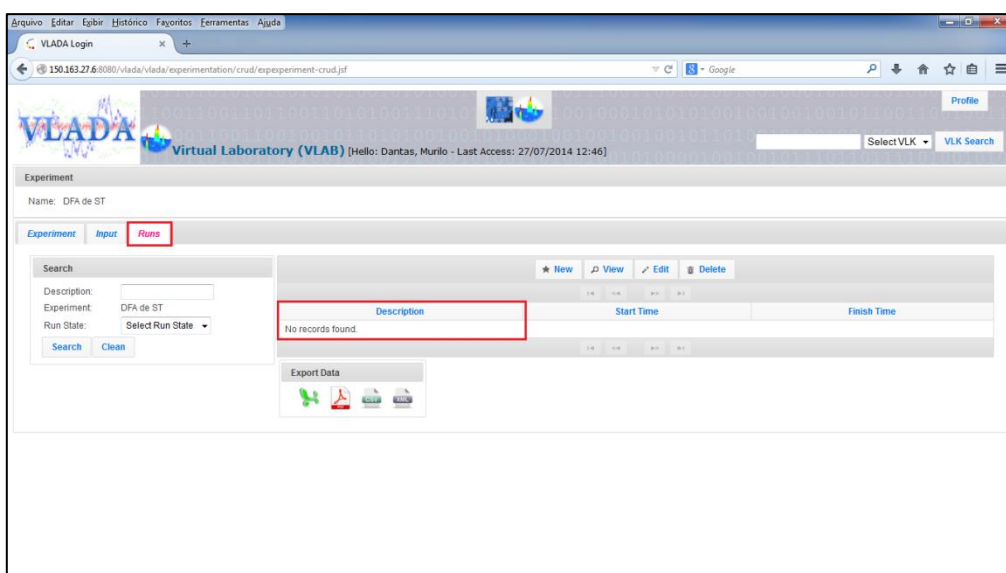 Arquivo Editar Exibir Histórico Favoritos Ferramentas Ajuda
VLADA Login
150.163.27.6:8080/vlada/vlada/experimentation/crud/expexperiment-crud.jsf
Google
Profile
VLADA
Virtual Laboratory (VLAB) [Hello: Dantas, Murilo - Last Access: 27/07/2014 12:46]
Select VLK
VLK Search
Experiment
Name: DFA de ST
Experiment Input Runs
Search
Description:
Experiment: DFA de ST
Run State: Select Run State
Search Clean
New View Edit Delete
Description Start Time Finish Time
No records found.
Export Data
PDF CSV XML